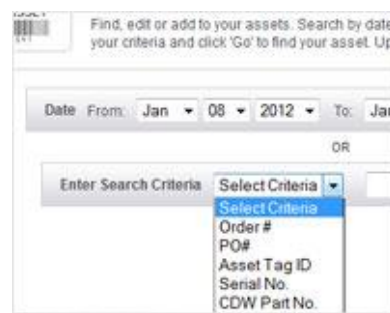 Find, edit or add to your assets. Search by date
your criteria and click 'Go' to find your asset. Up
Date From: Jan 08 2012 To: Jan
OR
Enter Search Criteria Select Criteria
Select Criteria
Order #
PO#
Asset Tag ID
Serial No.
CDW Part No.